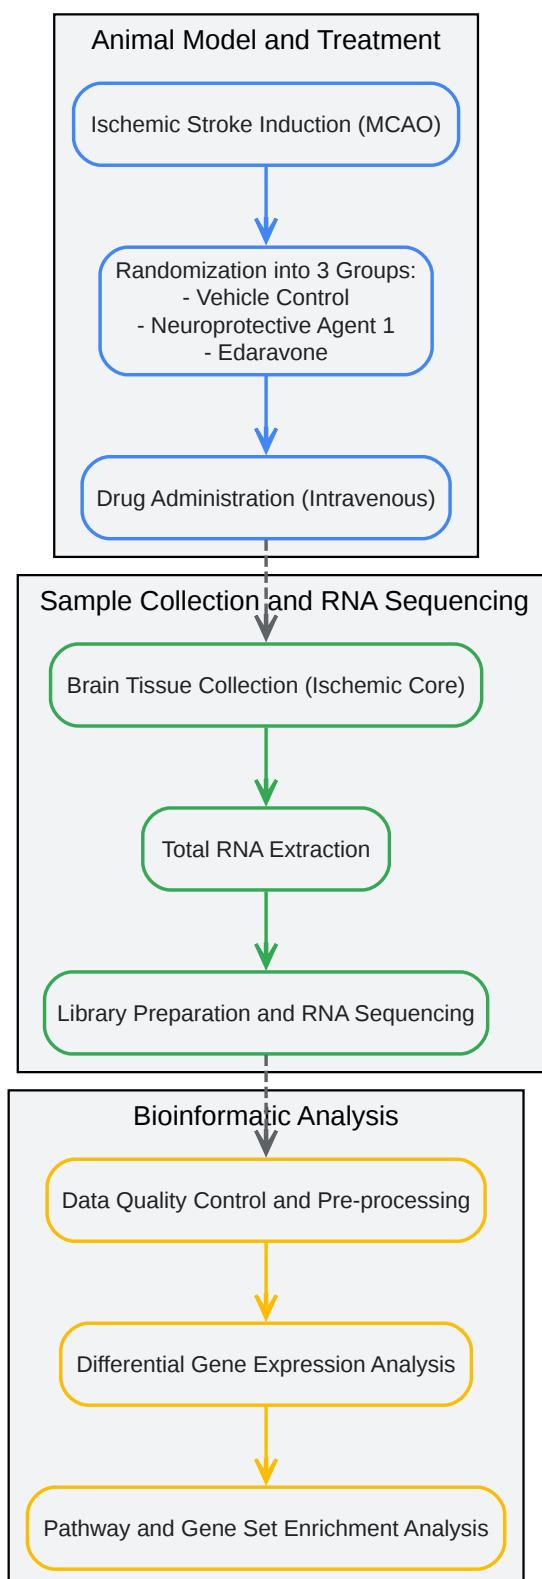 Animal Model and Treatment
Ischemic Stroke Induction (MCAO)
Randomization into 3 Groups:
- Vehicle Control
- Neuroprotective Agent 1
- Edaravone
Drug Administration (Intravenous)
Sample Collection and RNA Sequencing
Brain Tissue Collection (Ischemic Core)
Total RNA Extraction
Library Preparation and RNA Sequencing
Bioinformatic Analysis
Data Quality Control and Pre-processing
Differential Gene Expression Analysis
Pathway and Gene Set Enrichment Analysis